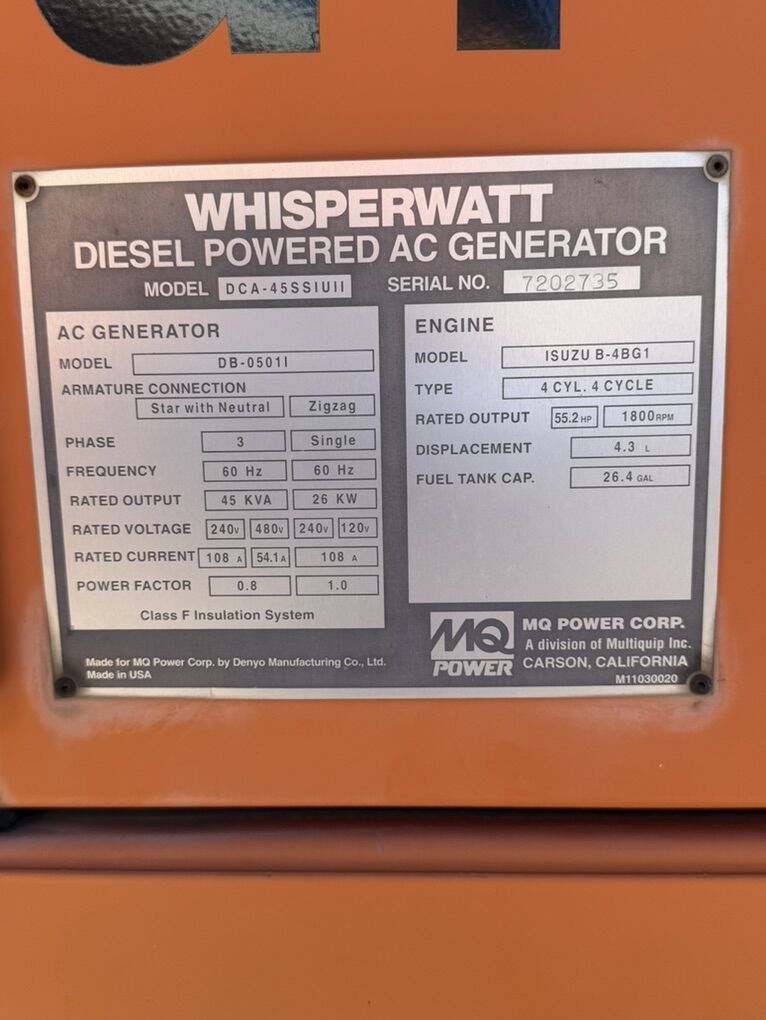 WHISPERWATT
DIESEL POWERED AC GENERATOR
MODEL DCA-45SSIUII SERIAL NO. 7202735
AC GENERATOR
MODEL DB-0501I
ARMATURE CONNECTION
Star with Neutral Zigzag
PHASE 3 Single
FREQUENCY 60 Hz 60 Hz
RATED OUTPUT 45 KVA 26 KW
RATED VOLTAGE 240V 480V 240V 120V
RATED CURRENT 108 A 54.1 A 108 A
POWER FACTOR 0.8 1.0
Class F Insulation System
ENGINE
MODEL ISUZU B-4BG1
TYPE 4 CYL. 4 CYCLE
RATED OUTPUT 55.2 HP 1800 RPM
DISPLACEMENT 4.3 L
FUEL TANK CAP. 26.4 GAL
Made for MQ Power Corp. by Denyo Manufacturing Co., Ltd.
Made in USA
MQ
POWER
MQ POWER CORP.
A division of Multiquip Inc.
CARSON, CALIFORNIA
M11030020